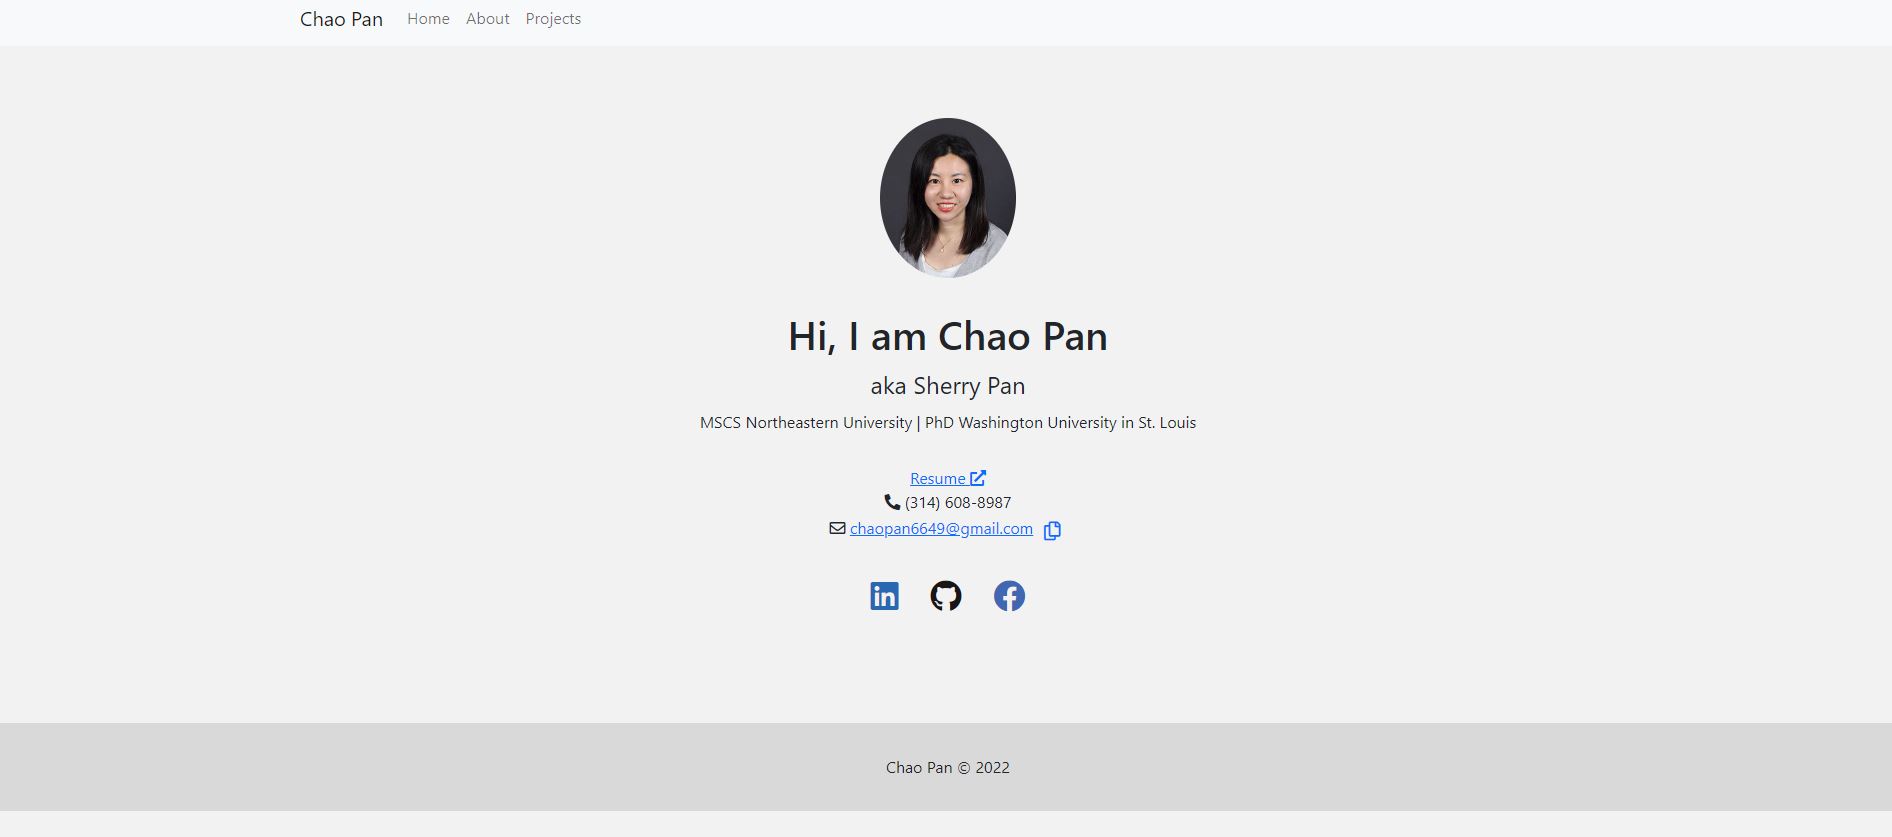 Chao Pan Home About Projects
Hi, I am Chao Pan
aka Sherry Pan
MSCS Northeastern University | PhD Washington University in St. Louis
Resume
(314) 608-8987
chaopan6649@gmail.com
in
Chao Pan © 2022